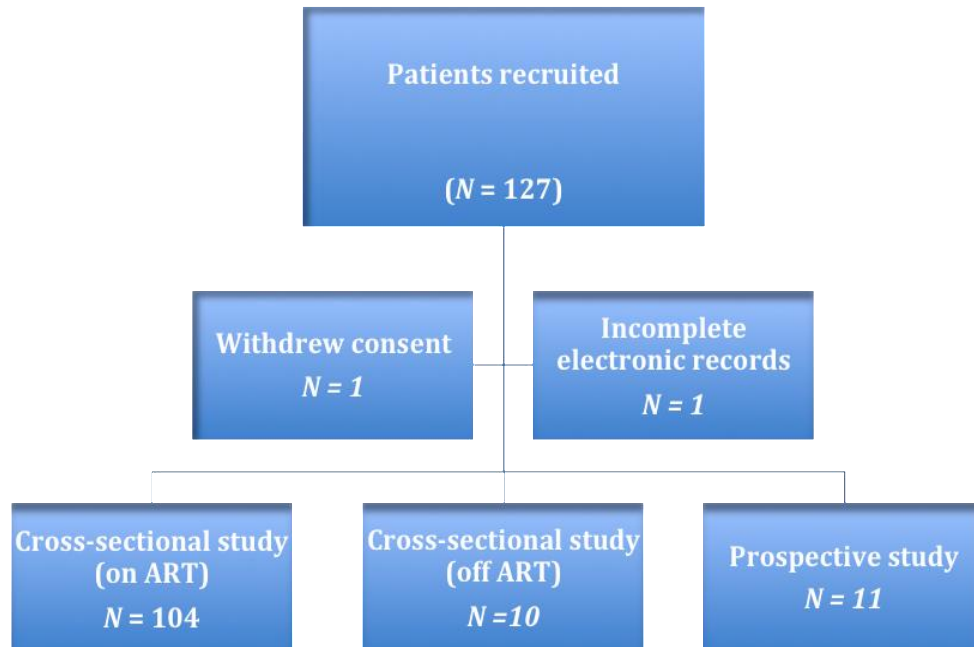 Patients recruited
(N = 127)
Withdrew consent
N = 1
Incomplete
electronic records
N = 1
Cross-sectional study
(on ART)
N = 104
Cross-sectional study
(off ART)
N =10
Prospective study
N = 11